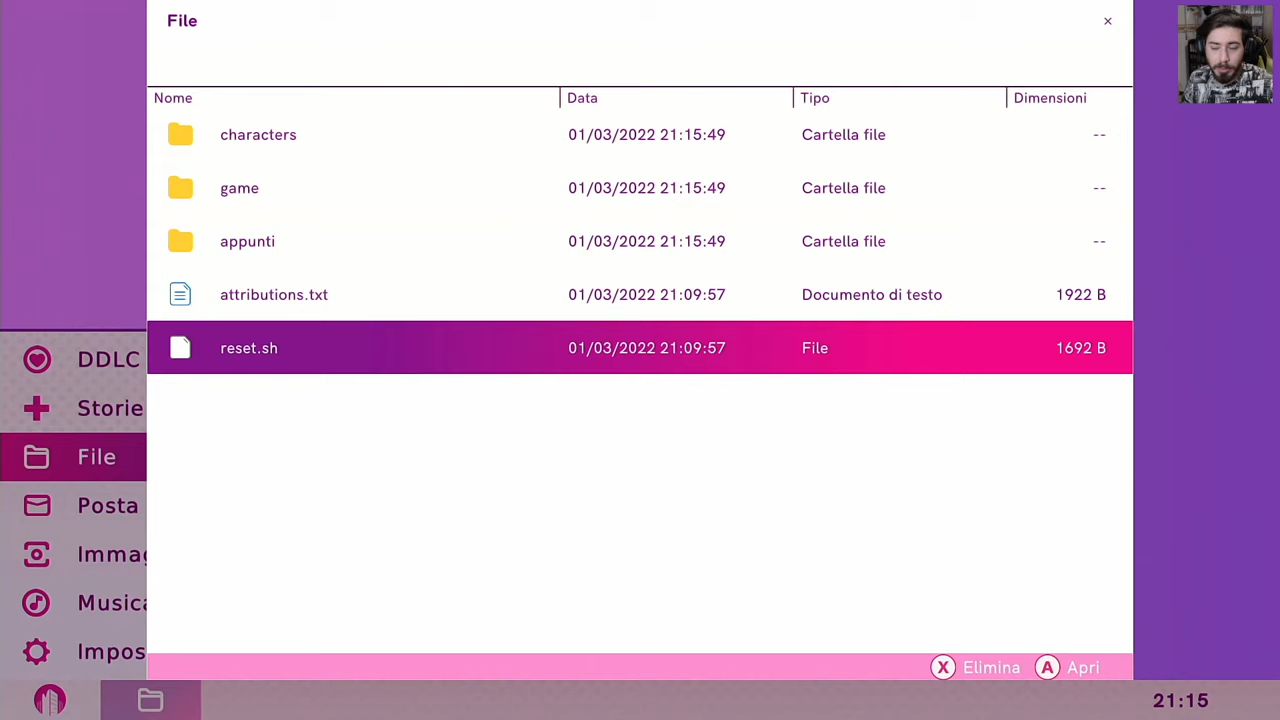 File
×
Nome Data Tipo Dimensioni
characters 01/03/2022 21:15:49 Cartella file --
game 01/03/2022 21:15:49 Cartella file --
appunti 01/03/2022 21:15:49 Cartella file --
attributions.txt 01/03/2022 21:09:57 Documento di testo 1922 B
reset.sh 01/03/2022 21:09:57 File 1692 B
DDLC
Storie
File
Posta
Immag
Musica
Impos
X Elimina A Apri
21:15